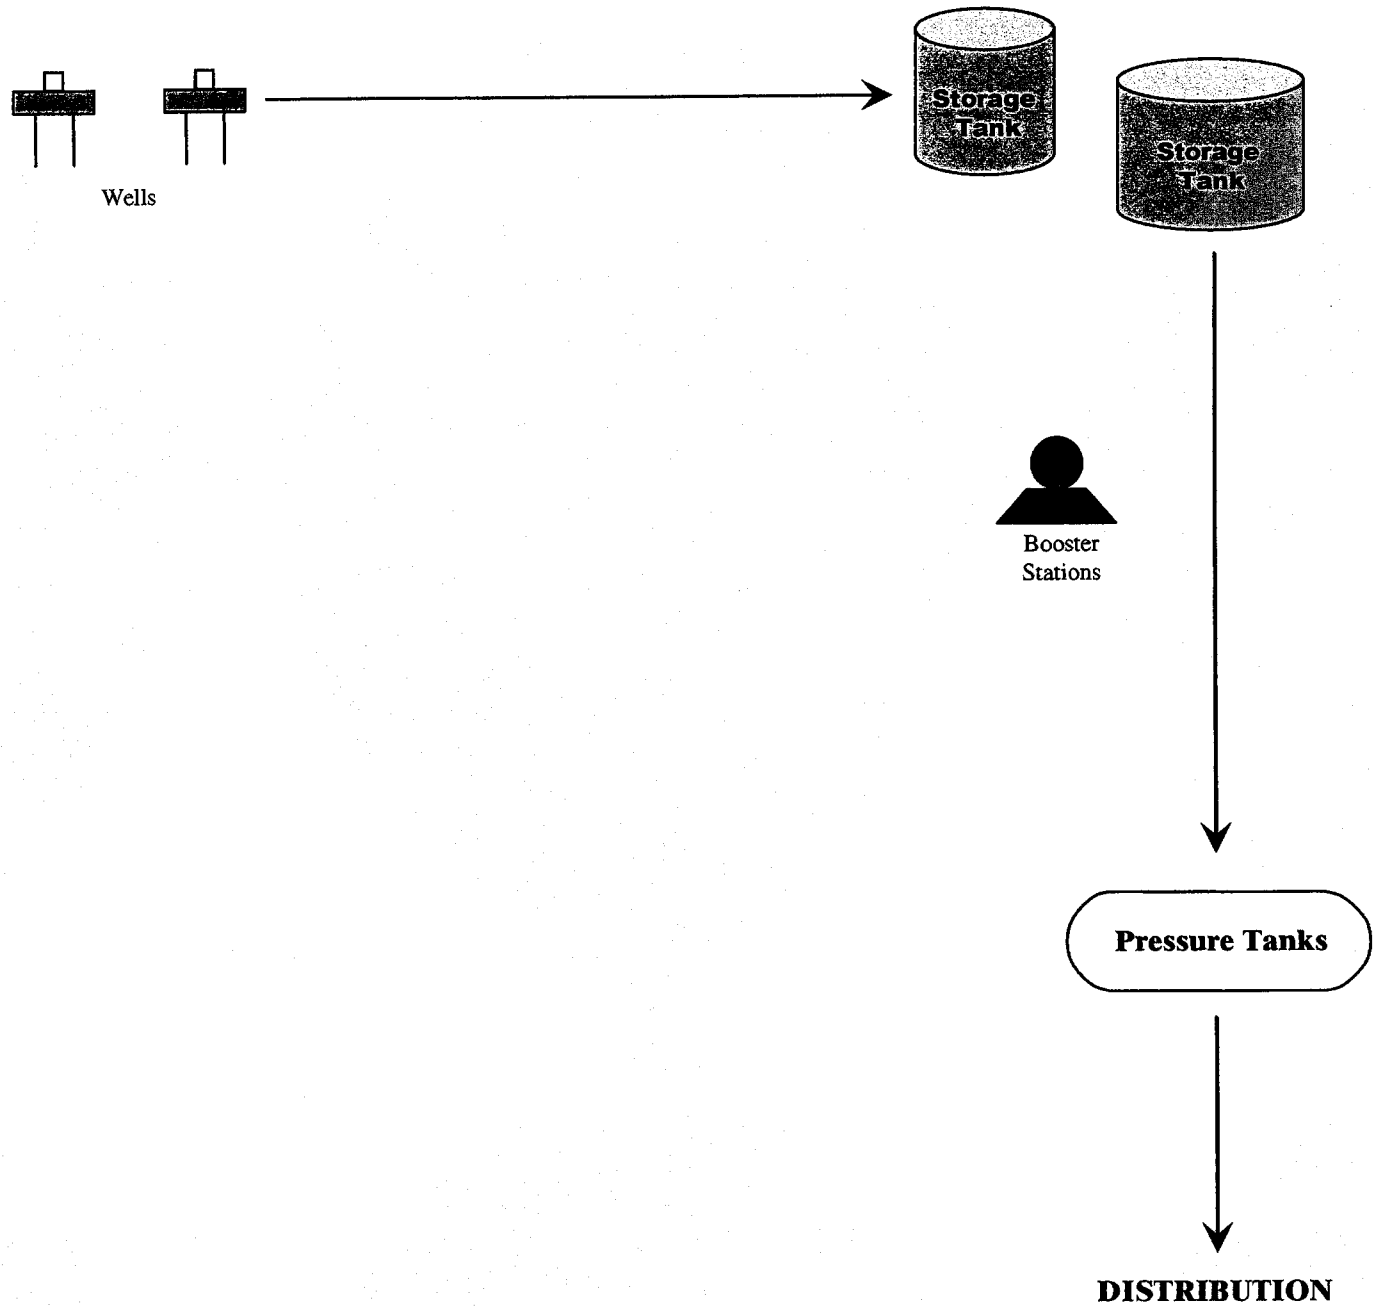 Storage
Tank
Storage
Tank
Wells
Booster
Stations
Pressure Tanks
DISTRIBUTION